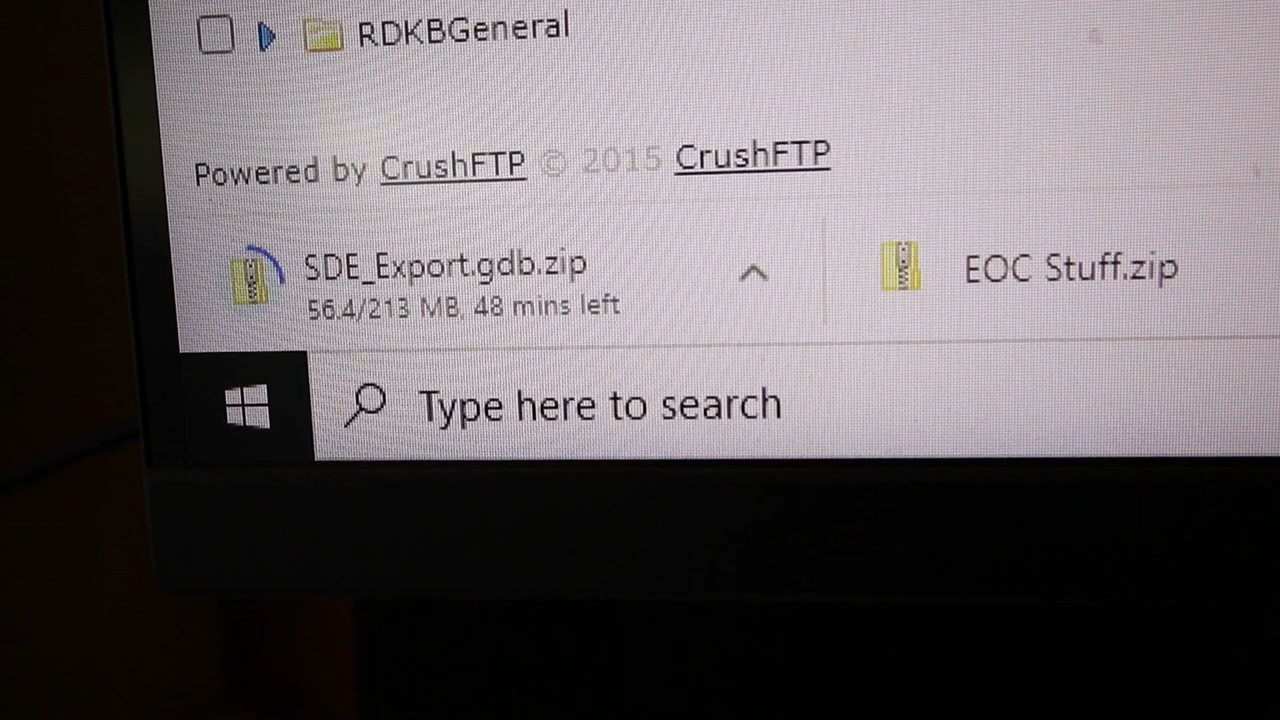 RDKBGeneral
Powered by CrushFTP © 2015 CrushFTP
SDE_Export.gdb.zip
56.4/213 MB, 48 mins left
EOC Stuff.zip
Type here to search